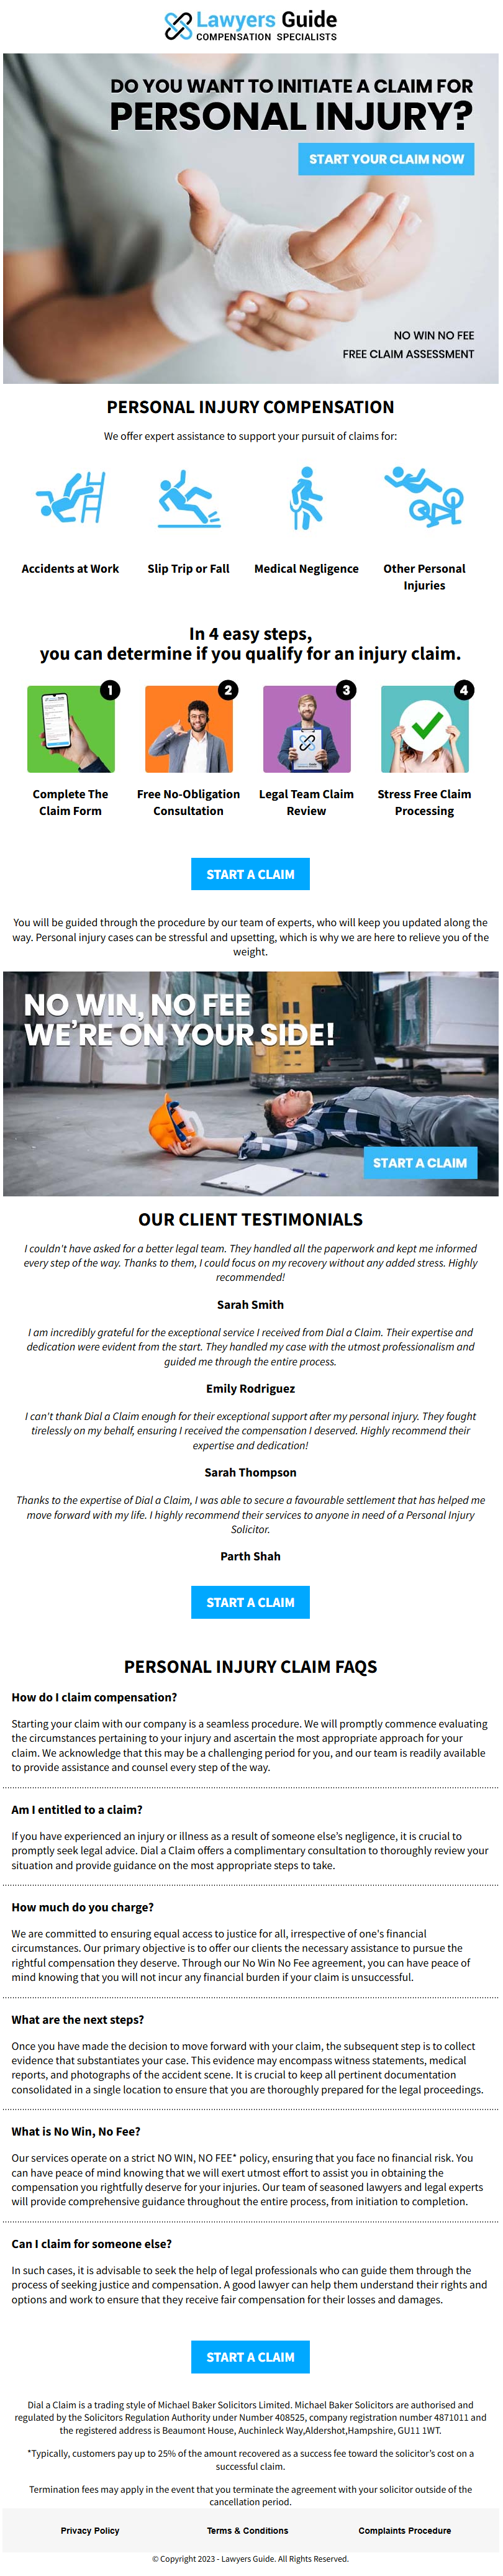 Lawyers Guide
COMPENSATION SPECIALISTS
DO YOU WANT TO INITIATE A CLAIM FOR
PERSONAL INJURY?
START YOUR CLAIM NOW
NO WIN NO FEE
FREE CLAIM ASSESSMENT
PERSONAL INJURY COMPENSATION
We offer expert assistance to support your pursuit of claims for:
Accidents at Work
Slip Trip or Fall
Medical Negligence
Other Personal
Injuries
In 4 easy steps,
you can determine if you qualify for an injury claim.
1
2
3
4
Complete The
Claim Form
Free No-Obligation
Consultation
Legal Team Claim
Review
Stress Free Claim
Processing
START A CLAIM
You will be guided through the procedure by our team of experts, who will keep you updated along the
way. Personal injury cases can be stressful and upsetting, which is why we are here to relieve you of the
weight.
NO WIN, NO FEE
WE'RE ON YOUR SIDE!
START A CLAIM
OUR CLIENT TESTIMONIALS
I couldn't have asked for a better legal team. They handled all the paperwork and kept me informed
every step of the way. Thanks to them, I could focus on my recovery without any added stress. Highly
recommended!
Sarah Smith
I am incredibly grateful for the exceptional service I received from Dial a Claim. Their expertise and
dedication were evident from the start. They handled my case with the utmost professionalism and
guided me through the entire process.
Emily Rodriguez
I can't thank Dial a Claim enough for their exceptional support after my personal injury. They fought
tirelessly on my behalf, ensuring I received the compensation I deserved. Highly recommend their
expertise and dedication!
Sarah Thompson
Thanks to the expertise of Dial a Claim, I was able to secure a favourable settlement that has helped me
move forward with my life. I highly recommend their services to anyone in need of a Personal Injury
Solicitor.
Parth Shah
START A CLAIM
PERSONAL INJURY CLAIM FAQS
How do I claim compensation?
Starting your claim with our company is a seamless procedure. We will promptly commence evaluating
the circumstances pertaining to your injury and ascertain the most appropriate approach for your
claim. We acknowledge that this may be a challenging period for you, and our team is readily available
to provide assistance and counsel every step of the way.
Am I entitled to a claim?
If you have experienced an injury or illness as a result of someone else's negligence, it is crucial to
promptly seek legal advice. Dial a Claim offers a complimentary consultation to thoroughly review your
situation and provide guidance on the most appropriate steps to take.
How much do you charge?
We are committed to ensuring equal access to justice for all, irrespective of one's financial
circumstances. Our primary objective is to offer our clients the necessary assistance to pursue the
rightful compensation they deserve. Through our No Win No Fee agreement, you can have peace of
mind knowing that you will not incur any financial burden if your claim is unsuccessful.
What are the next steps?
Once you have made the decision to move forward with your claim, the subsequent step is to collect
evidence that substantiates your case. This evidence may encompass witness statements, medical
reports, and photographs of the accident scene. It is crucial to keep all pertinent documentation
consolidated in a single location to ensure that you are thoroughly prepared for the legal proceedings.
What is No Win, No Fee?
Our services operate on a strict NO WIN, NO FEE* policy, ensuring that you face no financial risk. You
can have peace of mind knowing that we will exert utmost effort to assist you in obtaining the
compensation you rightfully deserve for your injuries. Our team of seasoned lawyers and legal experts
will provide comprehensive guidance throughout the entire process, from initiation to completion.
Can I claim for someone else?
In such cases, it is advisable to seek the help of legal professionals who can guide them through the
process of seeking justice and compensation. A good lawyer can help them understand their rights and
options and work to ensure that they receive fair compensation for their losses and damages.
START A CLAIM
Dial a Claim is a trading style of Michael Baker Solicitors Limited. Michael Baker Solicitors are authorised and
regulated by the Solicitors Regulation Authority under Number 408525, company registration number 4871011 and
the registered address is Beaumont House, Auchinleck Way,Aldershot,Hampshire, GU11 1WT.
*Typically, customers pay up to 25% of the amount recovered as a success fee toward the solicitor's cost on a
successful claim.
Termination fees may apply in the event that you terminate the agreement with your solicitor outside of the
cancellation period.
Privacy Policy
Terms & Conditions
Complaints Procedure
© Copyright 2023 - Lawyers Guide. All Rights Reserved.